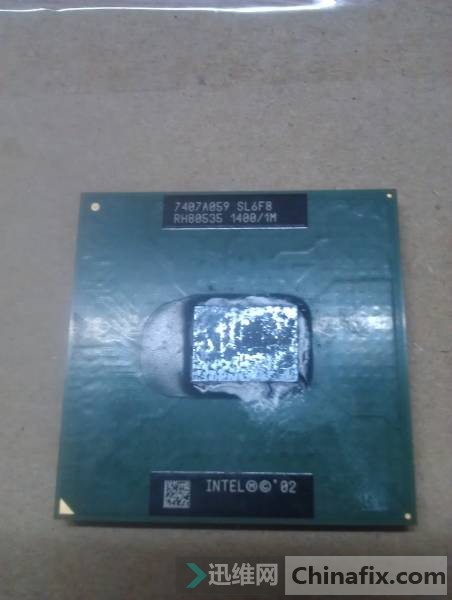 7407A059 SL6F8
RH80535 1400/1M
INTEL®©'02
迅维网
Chinafix.com